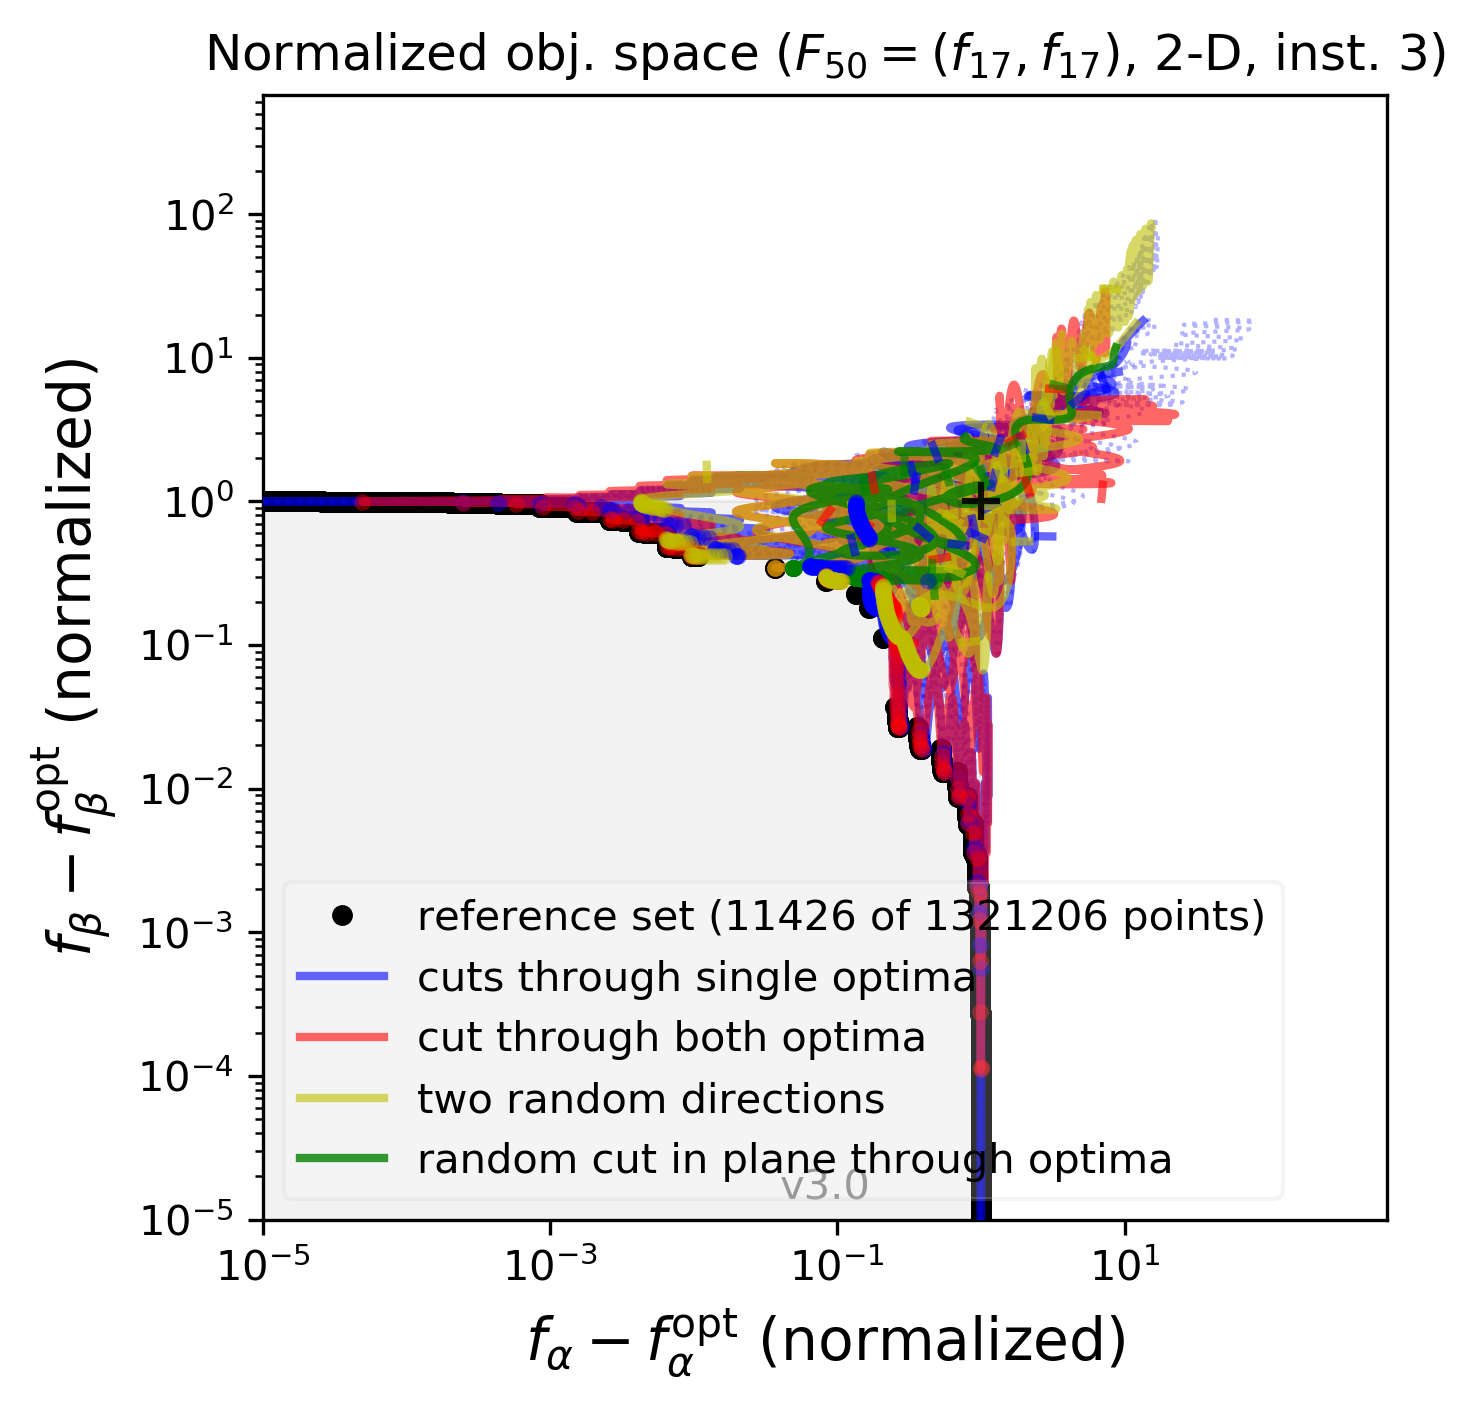 Normalized obj. space (F₅₀ = (f₁₇, f₁₇), 2-D, inst. 3)
f_β − f_β^opt (normalized)
10²
10¹
10⁰
10⁻¹
10⁻²
10⁻³
10⁻⁴
10⁻⁵
reference set (11426 of 1321206 points)
cuts through single optima
cut through both optima
two random directions
random cut in plane through optima
v3.0
10⁻⁵ 10⁻³ 10⁻¹ 10¹
f_α − f_α^opt (normalized)